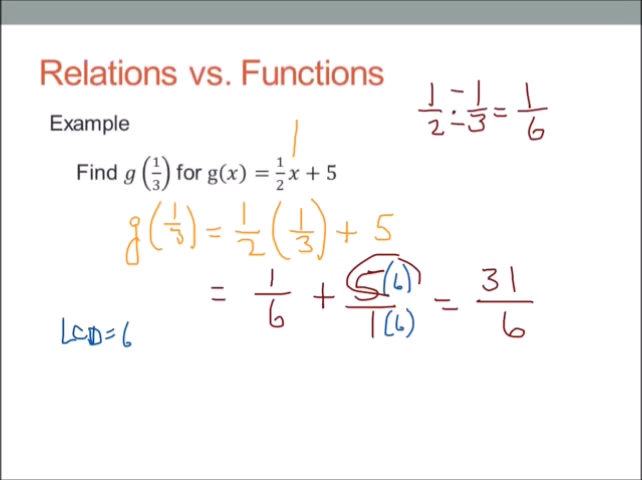 Relations vs. Functions
1/2 · 1/3 = 1/6
Example
Find g(1/3) for g(x) = 1/2 x + 5
g(1/3) = 1/2 (1/3) + 5
= 1/6 + 5(6)/1(6) = 31/6
LCD=6